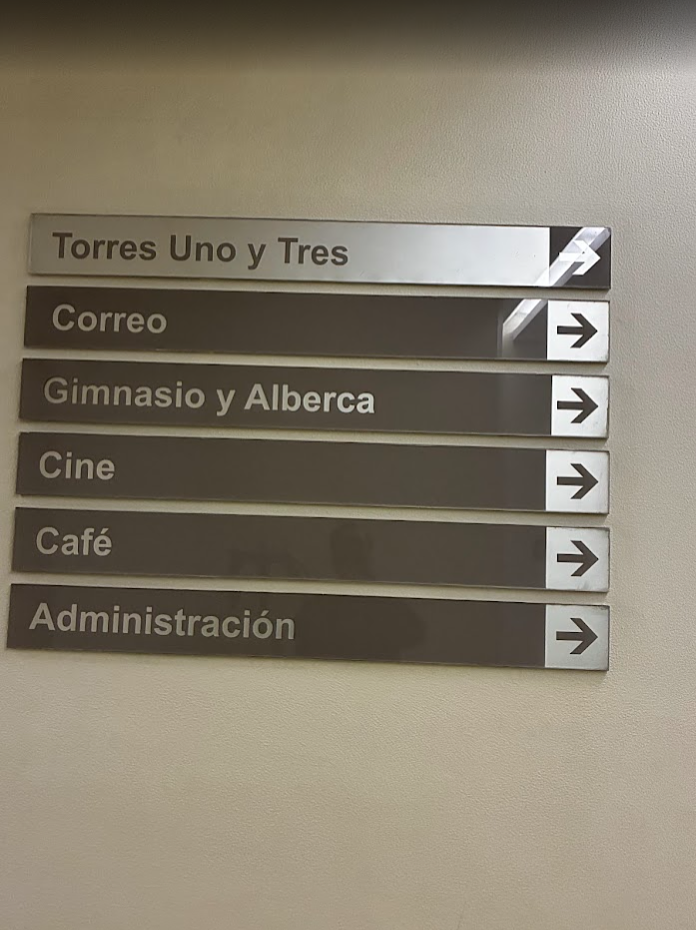 Torres Uno y Tres
Correo
Gimnasio y Alberca
Cine
Café
Administración